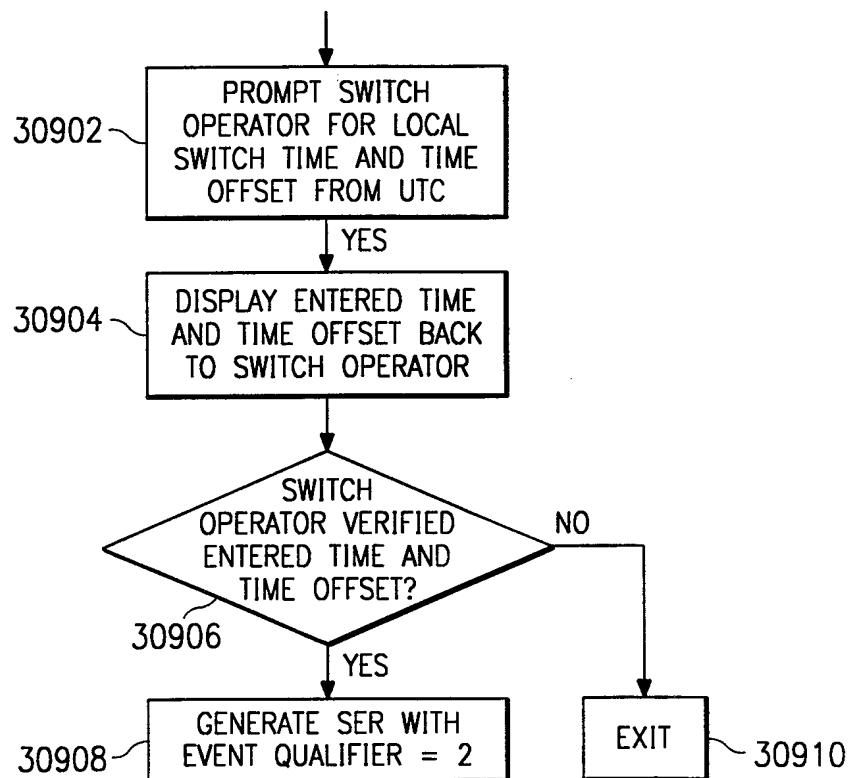 30902
PROMPT SWITCH
OPERATOR FOR LOCAL
SWITCH TIME AND TIME
OFFSET FROM UTC
YES
30904
DISPLAY ENTERED TIME
AND TIME OFFSET BACK
TO SWITCH OPERATOR
SWITCH
OPERATOR VERIFIED
ENTERED TIME AND
TIME OFFSET?
NO
30906
YES
30908
GENERATE SER WITH
EVENT QUALIFIER = 2
EXIT
30910